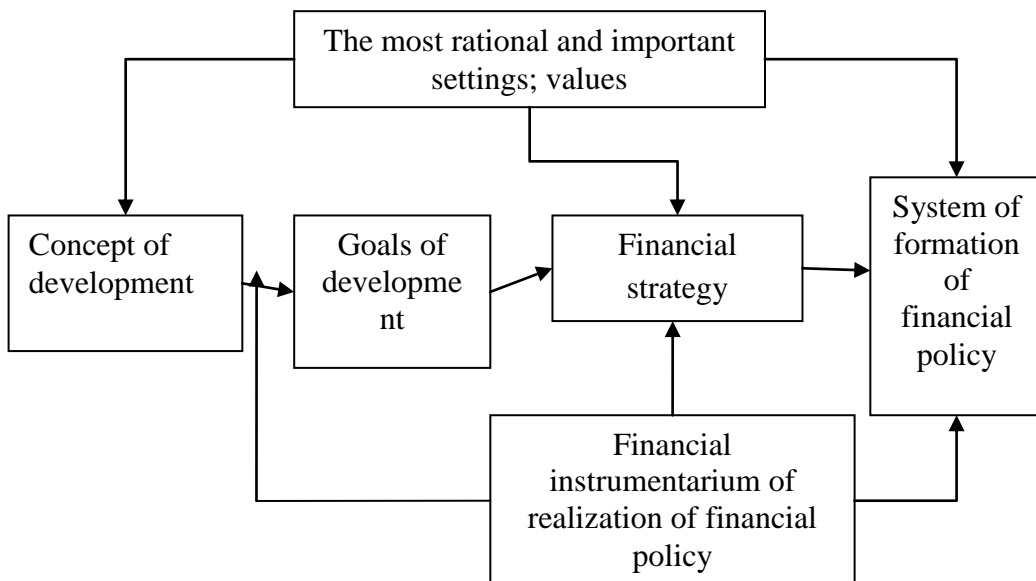 The most rational and important
settings; values
Concept of
development
Goals of
developme
nt
Financial
strategy
System of
formation
of
financial
policy
Financial
instrumentarium of
realization of financial
policy